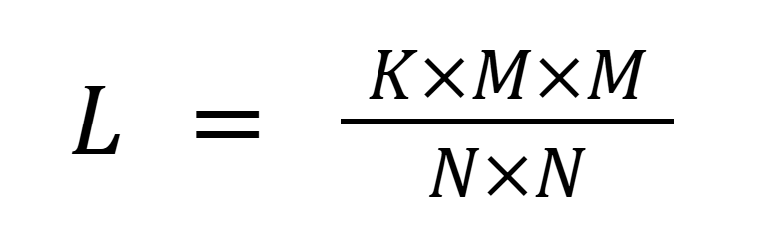 L = K×M×M
N×N